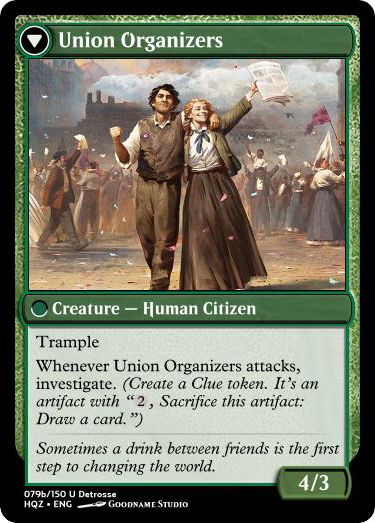 Union Organizers
Creature — Human Citizen
Trample
Whenever Union Organizers attacks,
investigate. (Create a Clue token. It's an
artifact with “2, Sacrifice this artifact:
Draw a card.”)
Sometimes a drink between friends is the first
step to changing the world.
4/3
079b/150 U Detrosse
HQZ • ENG Goodname Studio